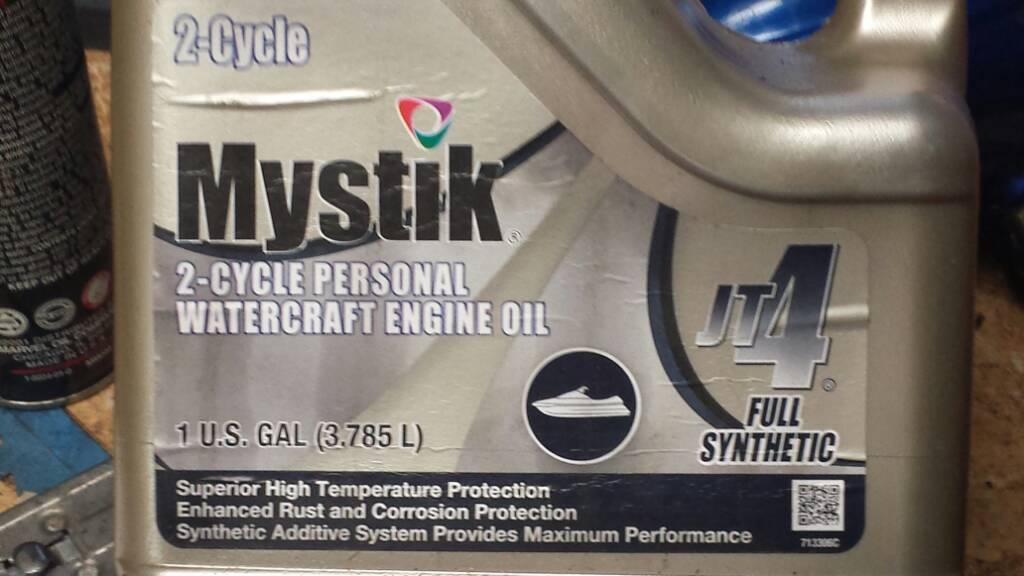 2-Cycle
Mystik®
2-CYCLE PERSONAL
WATERCRAFT ENGINE OIL
JT4®
FULL
SYNTHETIC
1 U.S. GAL (3.785 L)
Superior High Temperature Protection
Enhanced Rust and Corrosion Protection
Synthetic Additive System Provides Maximum Performance
713306C